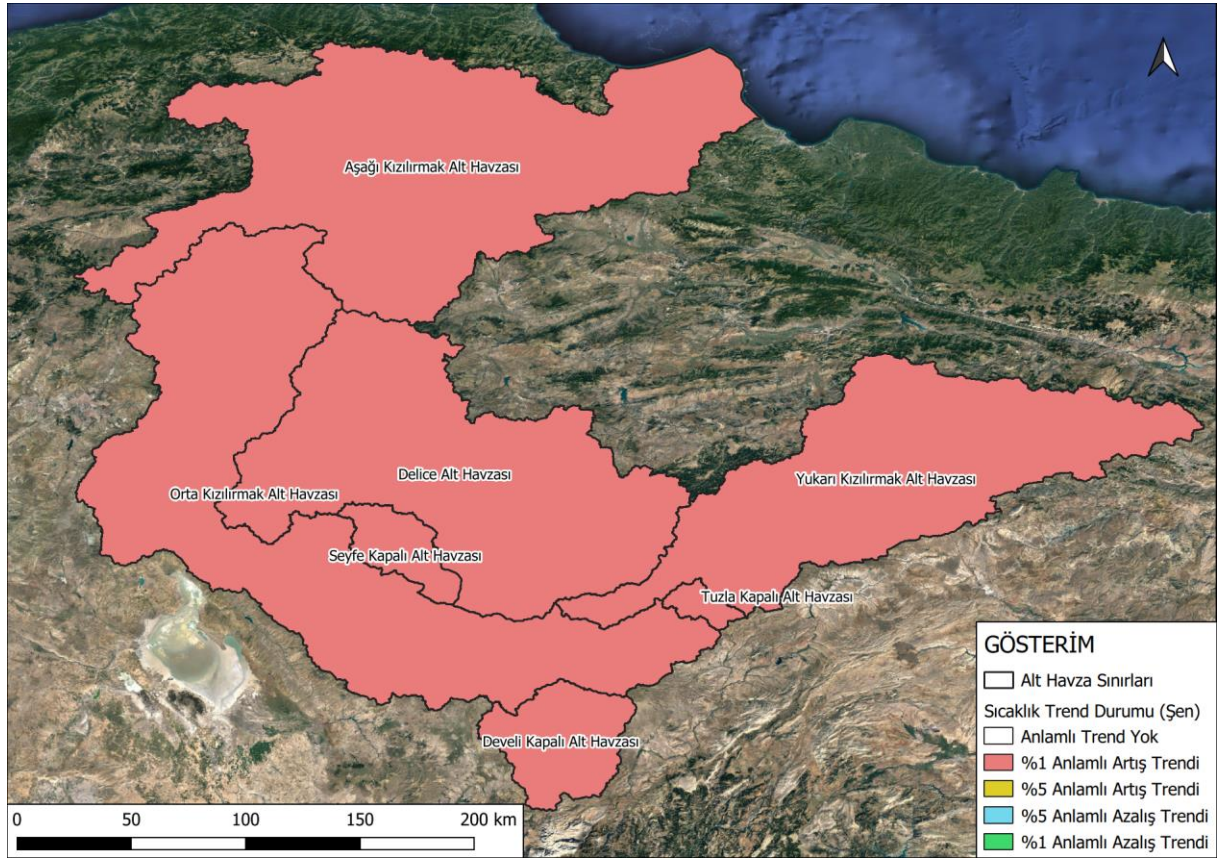 Aşağı Kızılırmak Alt Havzası
Delice Alt Havzası
Yukarı Kızılırmak Alt Havzası
Orta Kızılırmak Alt Havzası
Seyfe Kapalı Alt Havzası
Tuzla Kapalı Alt Havzası
Develi Kapalı Alt Havzası
GÖSTERİM
Alt Havza Sınırları
Sıcaklık Trend Durumu (Şen)
Anlamlı Trend Yok
%1 Anlamlı Artış Trendi
%5 Anlamlı Artış Trendi
%5 Anlamlı Azalış Trendi
%1 Anlamlı Azalış Trendi
0 50 100 150 200 km